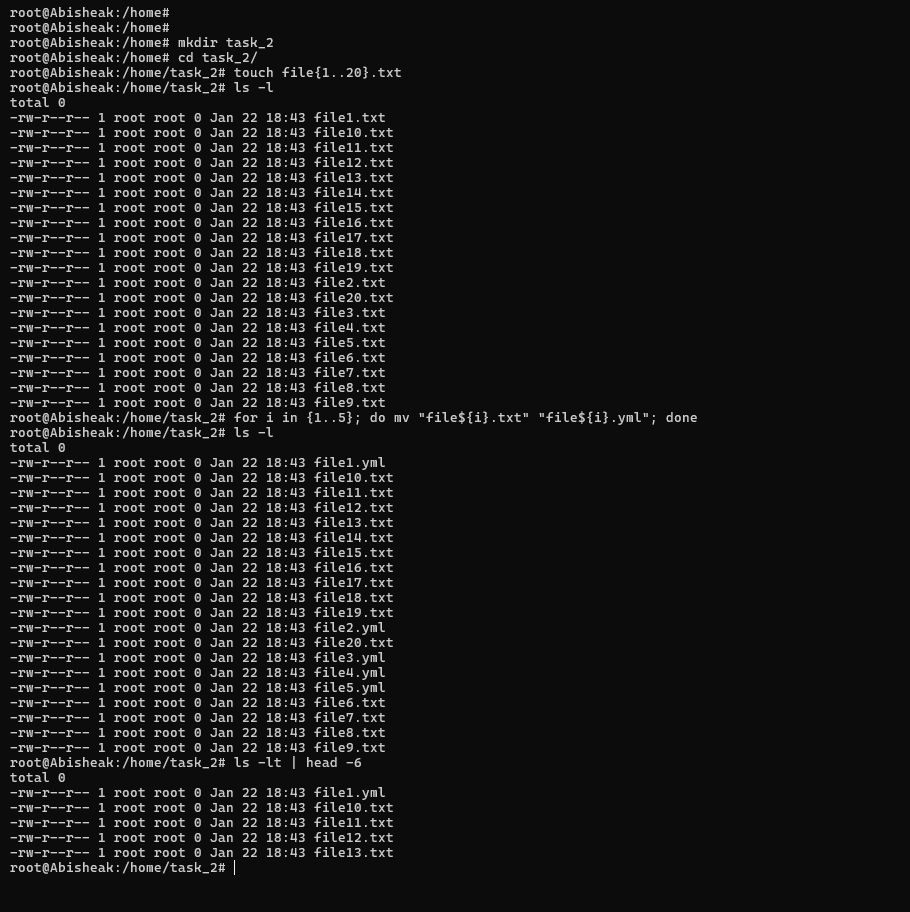 root@Abisheak:/home#
root@Abisheak:/home#
root@Abisheak:/home# mkdir task_2
root@Abisheak:/home# cd task_2/
root@Abisheak:/home/task_2# touch file{1..20}.txt
root@Abisheak:/home/task_2# ls -l
total 0
-rw-r--r-- 1 root root 0 Jan 22 18:43 file1.txt
-rw-r--r-- 1 root root 0 Jan 22 18:43 file10.txt
-rw-r--r-- 1 root root 0 Jan 22 18:43 file11.txt
-rw-r--r-- 1 root root 0 Jan 22 18:43 file12.txt
-rw-r--r-- 1 root root 0 Jan 22 18:43 file13.txt
-rw-r--r-- 1 root root 0 Jan 22 18:43 file14.txt
-rw-r--r-- 1 root root 0 Jan 22 18:43 file15.txt
-rw-r--r-- 1 root root 0 Jan 22 18:43 file16.txt
-rw-r--r-- 1 root root 0 Jan 22 18:43 file17.txt
-rw-r--r-- 1 root root 0 Jan 22 18:43 file18.txt
-rw-r--r-- 1 root root 0 Jan 22 18:43 file19.txt
-rw-r--r-- 1 root root 0 Jan 22 18:43 file2.txt
-rw-r--r-- 1 root root 0 Jan 22 18:43 file20.txt
-rw-r--r-- 1 root root 0 Jan 22 18:43 file3.txt
-rw-r--r-- 1 root root 0 Jan 22 18:43 file4.txt
-rw-r--r-- 1 root root 0 Jan 22 18:43 file5.txt
-rw-r--r-- 1 root root 0 Jan 22 18:43 file6.txt
-rw-r--r-- 1 root root 0 Jan 22 18:43 file7.txt
-rw-r--r-- 1 root root 0 Jan 22 18:43 file8.txt
-rw-r--r-- 1 root root 0 Jan 22 18:43 file9.txt
root@Abisheak:/home/task_2# for i in {1..5}; do mv "file${i}.txt" "file${i}.yml"; done
root@Abisheak:/home/task_2# ls -l
total 0
-rw-r--r-- 1 root root 0 Jan 22 18:43 file1.yml
-rw-r--r-- 1 root root 0 Jan 22 18:43 file10.txt
-rw-r--r-- 1 root root 0 Jan 22 18:43 file11.txt
-rw-r--r-- 1 root root 0 Jan 22 18:43 file12.txt
-rw-r--r-- 1 root root 0 Jan 22 18:43 file13.txt
-rw-r--r-- 1 root root 0 Jan 22 18:43 file14.txt
-rw-r--r-- 1 root root 0 Jan 22 18:43 file15.txt
-rw-r--r-- 1 root root 0 Jan 22 18:43 file16.txt
-rw-r--r-- 1 root root 0 Jan 22 18:43 file17.txt
-rw-r--r-- 1 root root 0 Jan 22 18:43 file18.txt
-rw-r--r-- 1 root root 0 Jan 22 18:43 file19.txt
-rw-r--r-- 1 root root 0 Jan 22 18:43 file2.yml
-rw-r--r-- 1 root root 0 Jan 22 18:43 file20.txt
-rw-r--r-- 1 root root 0 Jan 22 18:43 file3.yml
-rw-r--r-- 1 root root 0 Jan 22 18:43 file4.yml
-rw-r--r-- 1 root root 0 Jan 22 18:43 file5.yml
-rw-r--r-- 1 root root 0 Jan 22 18:43 file6.txt
-rw-r--r-- 1 root root 0 Jan 22 18:43 file7.txt
-rw-r--r-- 1 root root 0 Jan 22 18:43 file8.txt
-rw-r--r-- 1 root root 0 Jan 22 18:43 file9.txt
root@Abisheak:/home/task_2# ls -lt | head -6
total 0
-rw-r--r-- 1 root root 0 Jan 22 18:43 file1.yml
-rw-r--r-- 1 root root 0 Jan 22 18:43 file10.txt
-rw-r--r-- 1 root root 0 Jan 22 18:43 file11.txt
-rw-r--r-- 1 root root 0 Jan 22 18:43 file12.txt
-rw-r--r-- 1 root root 0 Jan 22 18:43 file13.txt
root@Abisheak:/home/task_2#